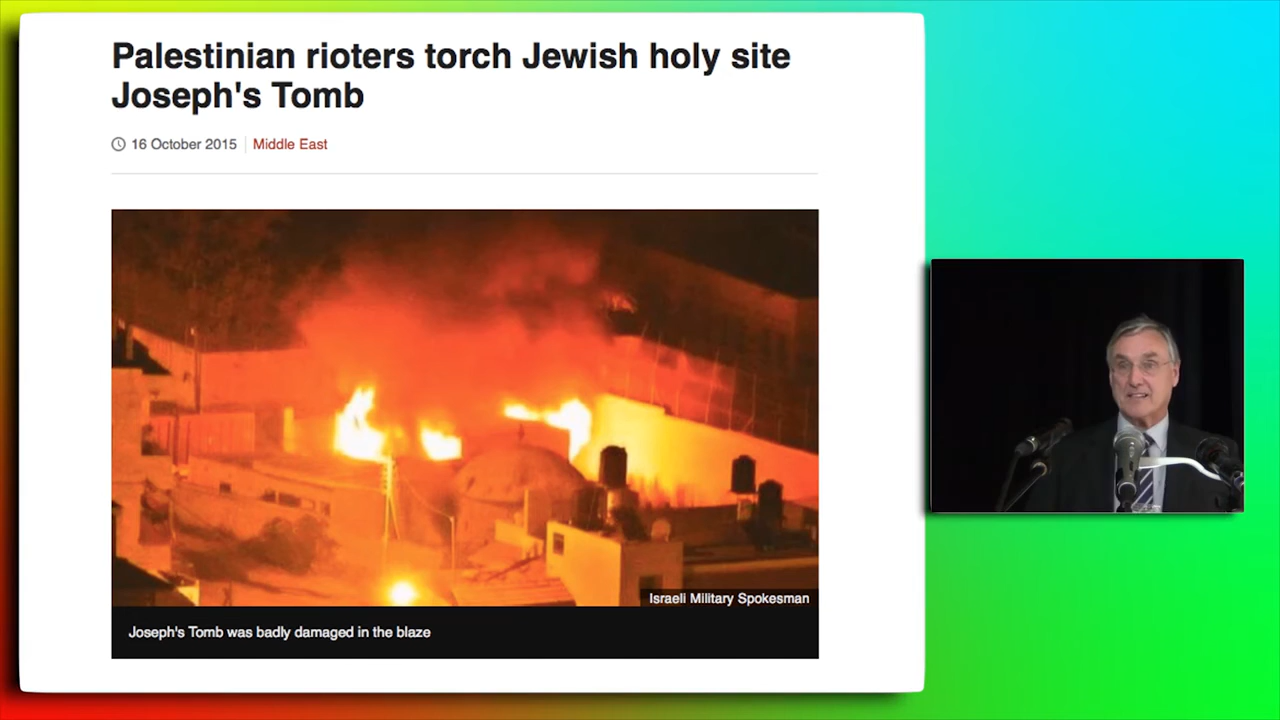 Palestinian rioters torch Jewish holy site
Joseph's Tomb
16 October 2015 Middle East
Israeli Military Spokesman
Joseph's Tomb was badly damaged in the blaze